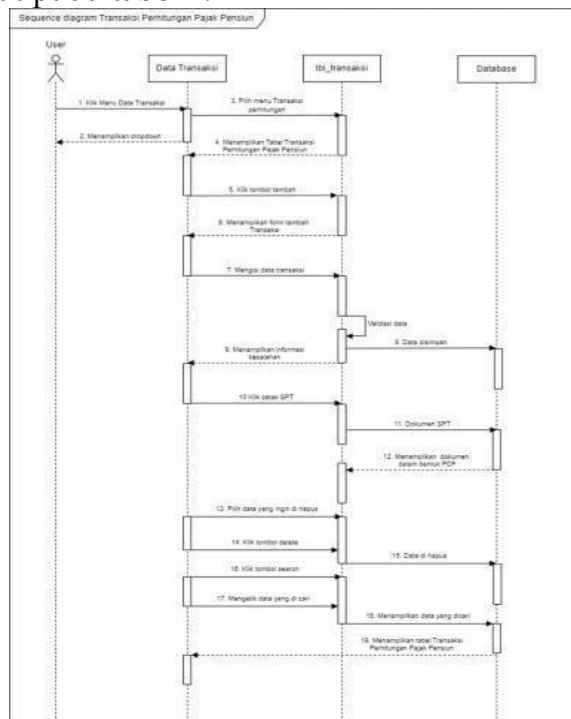 Sequence diagram Transaksi Perhitungan Pajak Pensiun
User
Data Transaksi
tbl_transaksi
Database
1. Klik Menu Data Transaksi
2. Menampilkan dropdown
3. Pilih menu Transaksi
perhitungan
4. Menampilkan Tabel Transaksi
Perhitungan Pajak Pensiun
5. Klik tombol tambah
6. Menampilkan form tambah
Transaksi
7. Mengisi data transaksi
Validasi data
8. Data disimpan
9. Menampilkan informasi
kesalahan
10 Klik cetak SPT
11. Dokumen SPT
12. Menampilkan dokumen
dalam bentuk PDF
13. Pilih data yang ingin di hapus
14. Klik tombol delete
15. Data di hapus
16. Klik tombol search
17. Mengetik data yang di cari
18. Menampilkan data yang dicari
19. Menampilkan tabel Transaksi
Perhitungan Pajak Pensiun